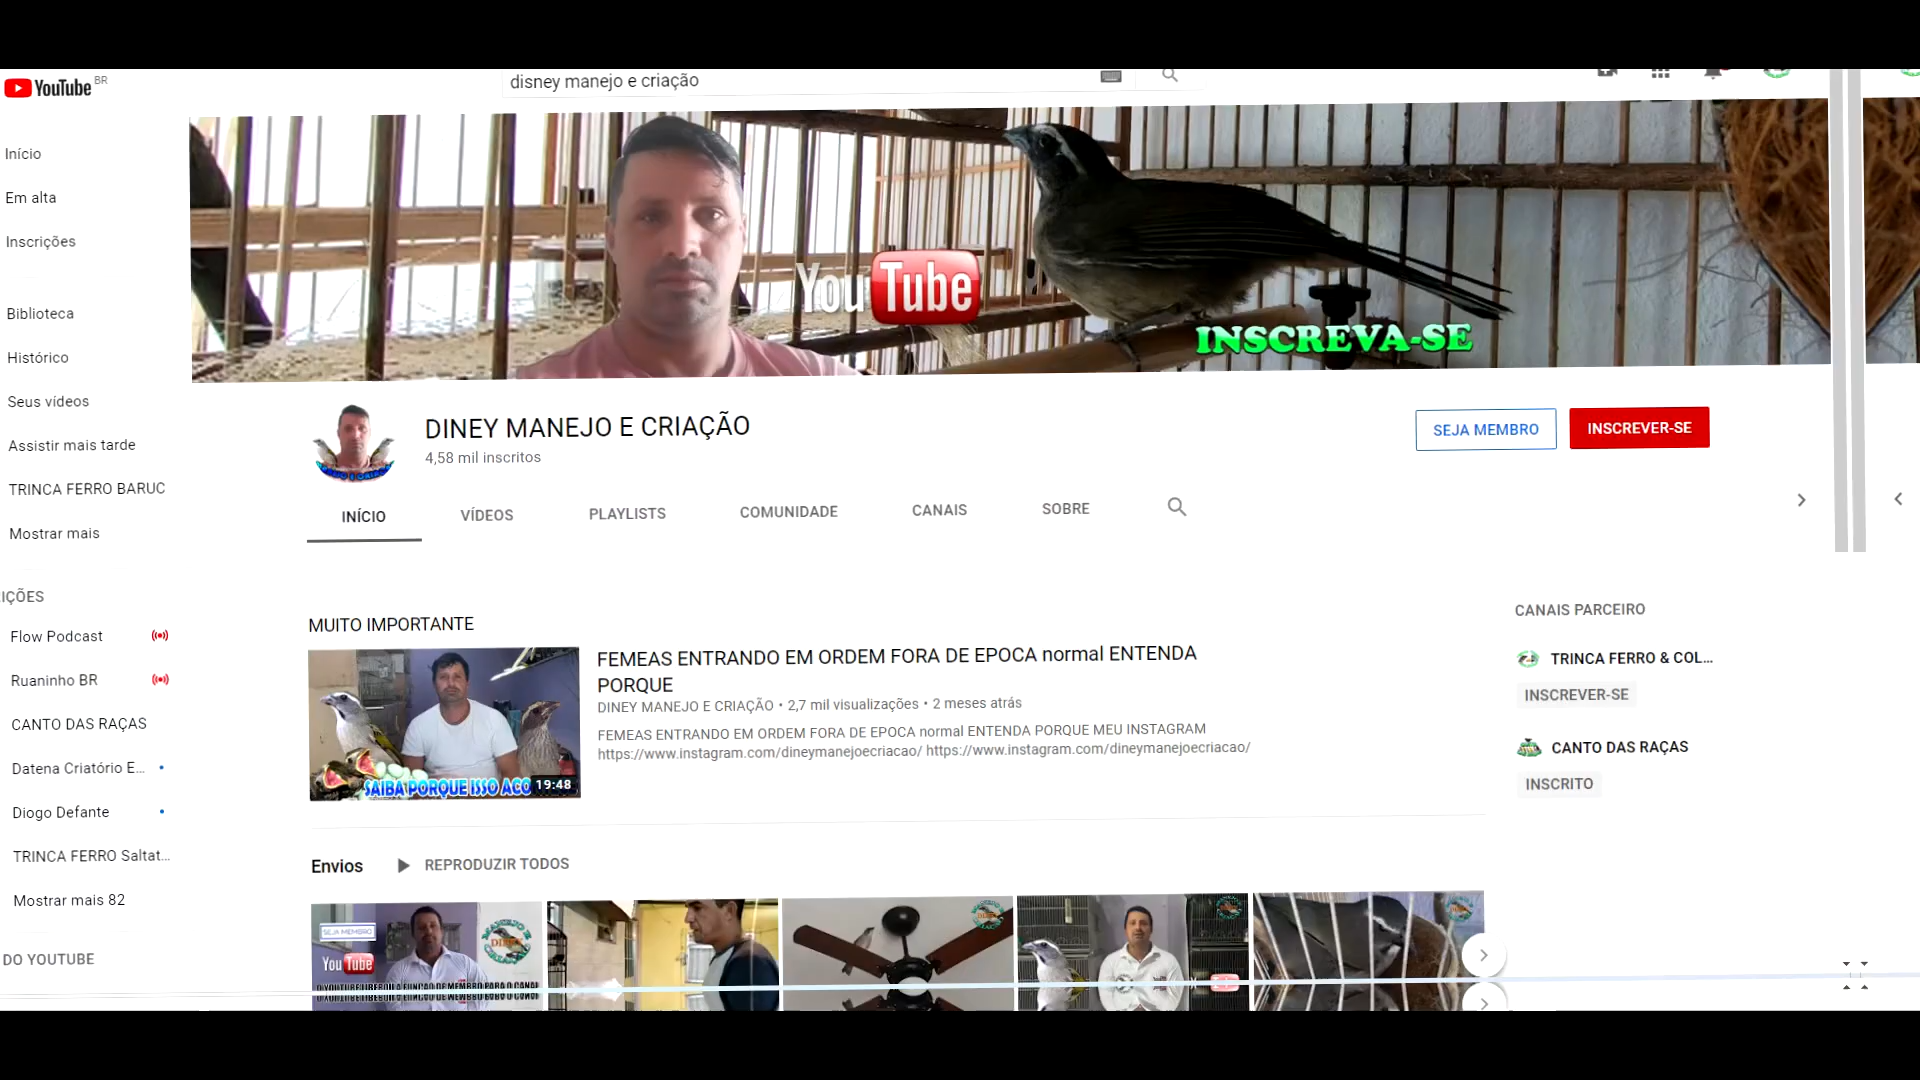 YouTube BR
disney manejo e criação
Início
Em alta
Inscrições
Biblioteca
Histórico
Seus vídeos
Assistir mais tarde
TRINCA FERRO BARUC
Mostrar mais
IÇÕES
Flow Podcast
Ruaninho BR
CANTO DAS RAÇAS
Datena Criatório E...
Diogo Defante
TRINCA FERRO Saltat...
Mostrar mais 82
DO YOUTUBE
YouTube
INSCREVA-SE
DINEY MANEJO E CRIAÇÃO
4,58 mil inscritos
SEJA MEMBRO
INSCREVER-SE
INÍCIO
VÍDEOS
PLAYLISTS
COMUNIDADE
CANAIS
SOBRE
MUITO IMPORTANTE
SAIBA PORQUE ISSO ACO
19:48
FEMEAS ENTRANDO EM ORDEM FORA DE EPOCA normal ENTENDA
PORQUE
DINEY MANEJO E CRIAÇÃO • 2,7 mil visualizações • 2 meses atrás
FEMEAS ENTRANDO EM ORDEM FORA DE EPOCA normal ENTENDA PORQUE MEU INSTAGRAM
https://www.instagram.com/dineymanejoecriacao/ https://www.instagram.com/dineymanejoecriacao/
CANAIS PARCEIRO
TRINCA FERRO & COL...
INSCREVER-SE
CANTO DAS RAÇAS
INSCRITO
Envios
REPRODUZIR TODOS
SEJA MEMBRO
YouTube
MANEJO E
DINEY
CRIAÇÃO